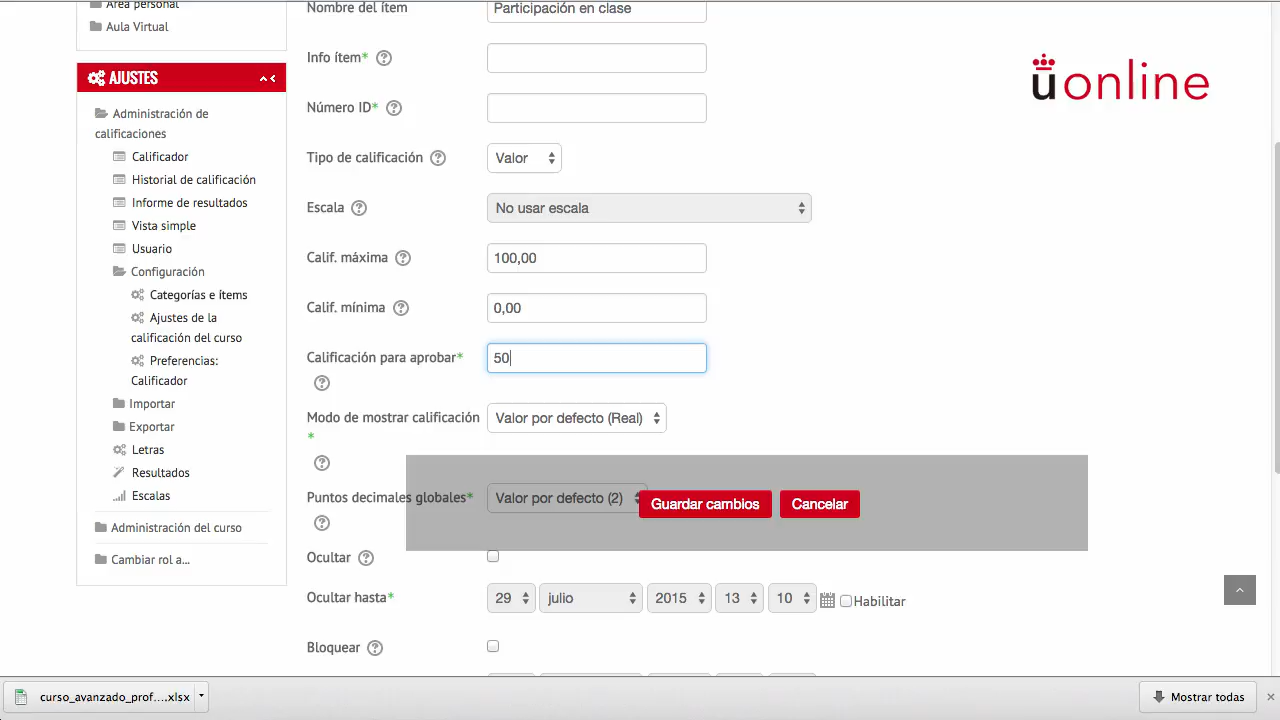 Área personal
Aula Virtual
AJUSTES
Administración de
calificaciones
Calificador
Historial de calificación
Informe de resultados
Vista simple
Usuario
Configuración
Categorías e ítems
Ajustes de la
calificación del curso
Preferencias:
Calificador
Importar
Exportar
Letras
Resultados
Escalas
Administración del curso
Cambiar rol a...
Nombre del ítem Participación en clase
Info ítem*
Número ID*
Tipo de calificación Valor
Escala No usar escala
Calif. máxima 100,00
Calif. mínima 0,00
Calificación para aprobar* 50
Modo de mostrar calificación Valor por defecto (Real)
*
Puntos decimales globales* Valor por defecto (2)
Guardar cambios Cancelar
Ocultar
Ocultar hasta* 29 julio 2015 13 10 Habilitar
Bloquear
uonline
curso_avanzado_prof....xlsx
Mostrar todas